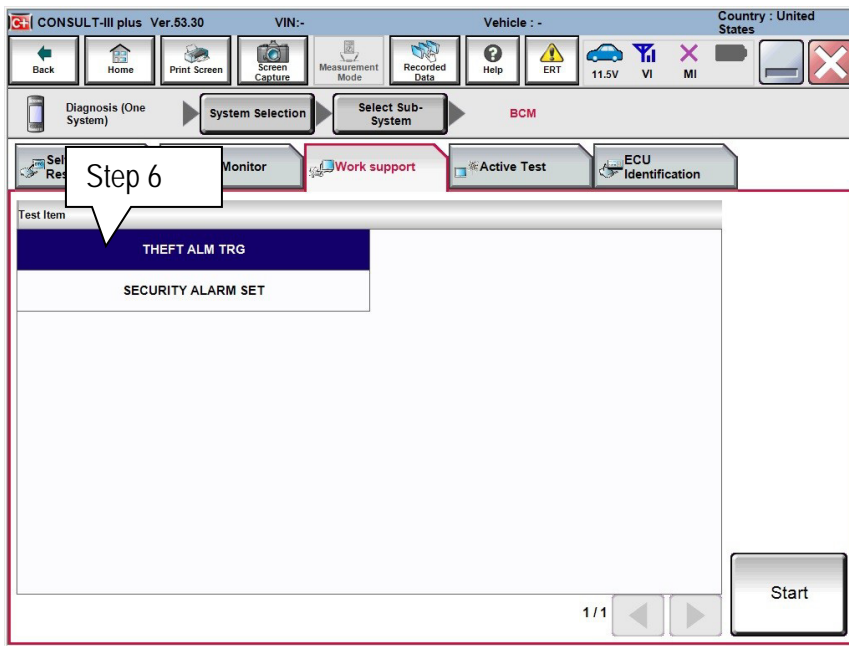 CONSULT-III plus Ver.53.30 VIN:- Vehicle : - Country : United
States
Back
Home
Print Screen
Screen
Capture
Measurement
Mode
Recorded
Data
Help
ERT
11.5V
VI
MI
Diagnosis (One
System)
System Selection
Select Sub-
System
BCM
Sel
Res
Step 6
Monitor
Work support
Active Test
ECU
Identification
Test Item
THEFT ALM TRG
SECURITY ALARM SET
1/1
Start